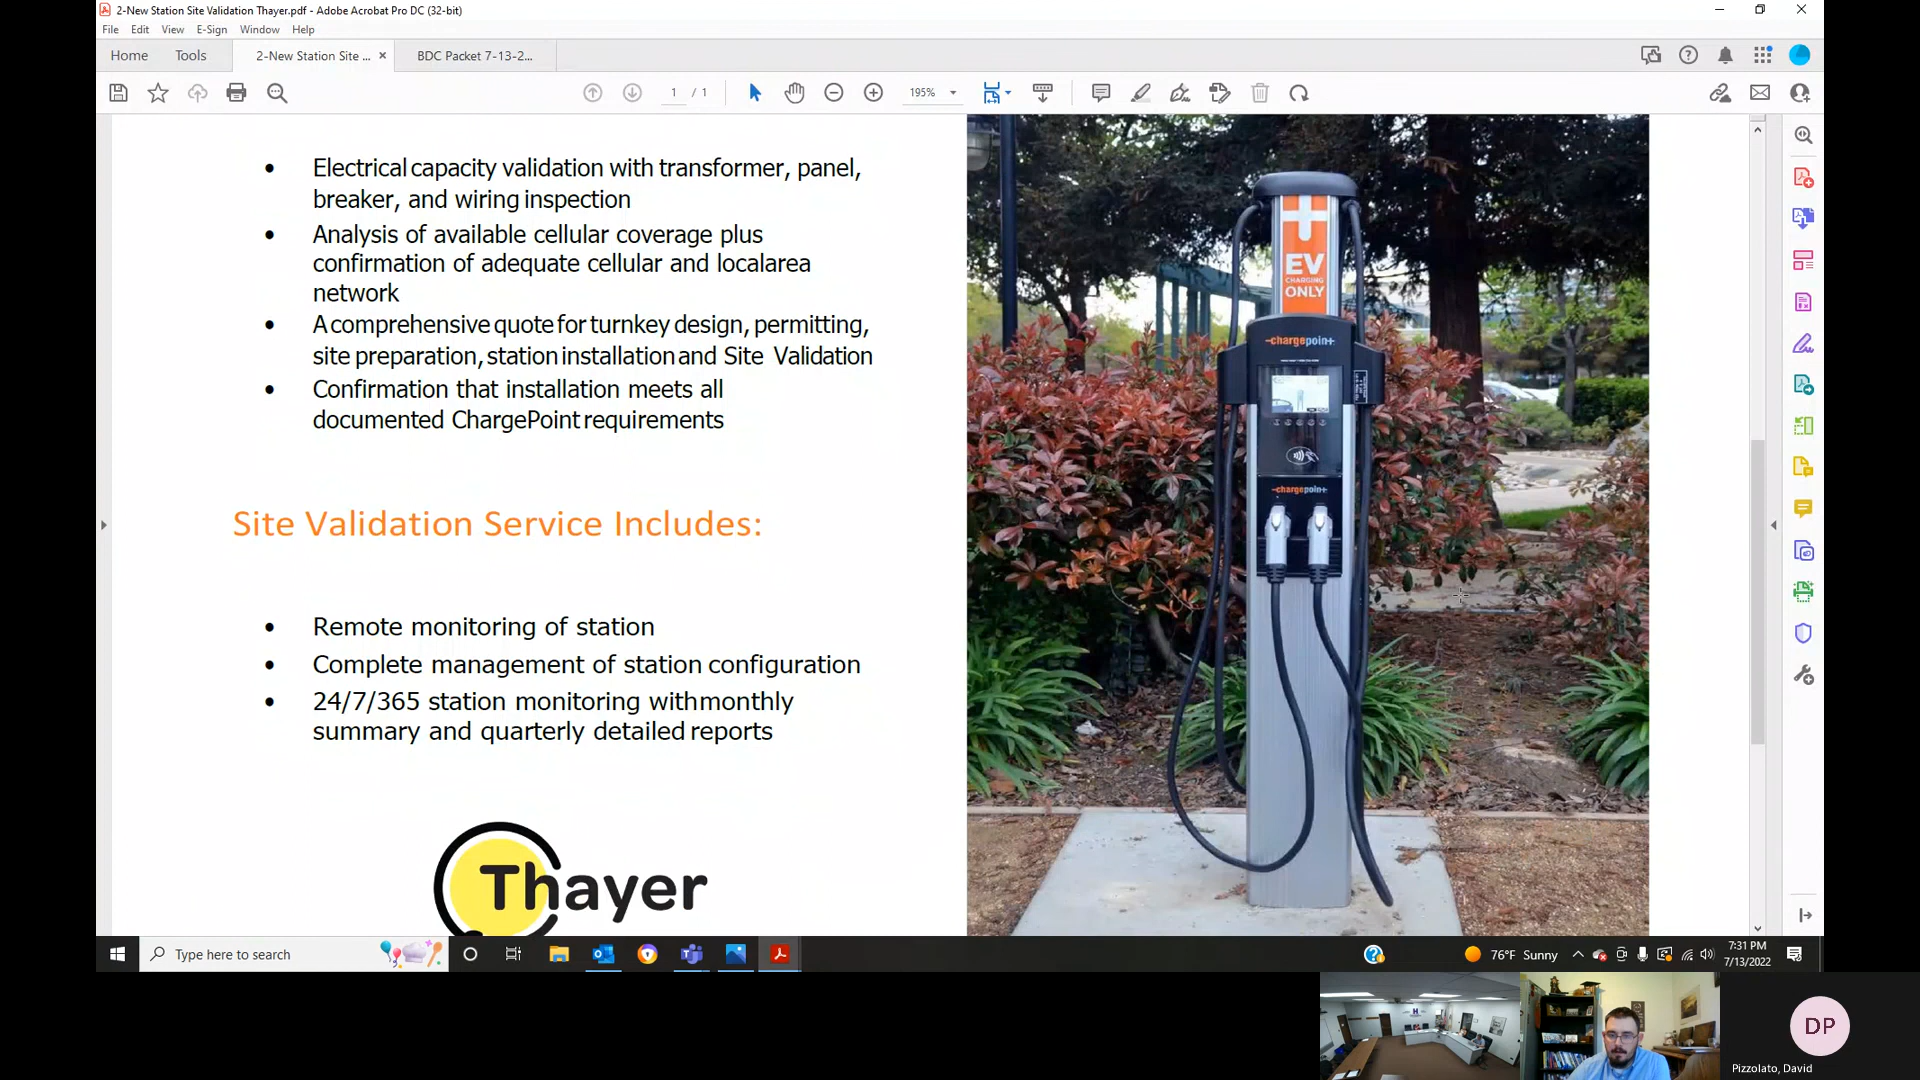 2-New Station Site Validation Thayer.pdf - Adobe Acrobat Pro DC (32-bit)
File Edit View E-Sign Window Help
Home Tools 2-New Station Site ... × BDC Packet 7-13-2...
1 / 1 195%
Electrical capacity validation with transformer, panel,
breaker, and wiring inspection
Analysis of available cellular coverage plus
confirmation of adequate cellular and localarea
network
A comprehensive quote for turnkey design, permitting,
site preparation, station installation and Site Validation
Confirmation that installation meets all
documented ChargePoint requirements
Site Validation Service Includes:
Remote monitoring of station
Complete management of station configuration
24/7/365 station monitoring withmonthly
summary and quarterly detailed reports
Thayer
EV
CHARGING
ONLY
-chargepoin+
-chargepoin+
Type here to search
76°F Sunny
7:31 PM
7/13/2022
DP
Pizzolato, David